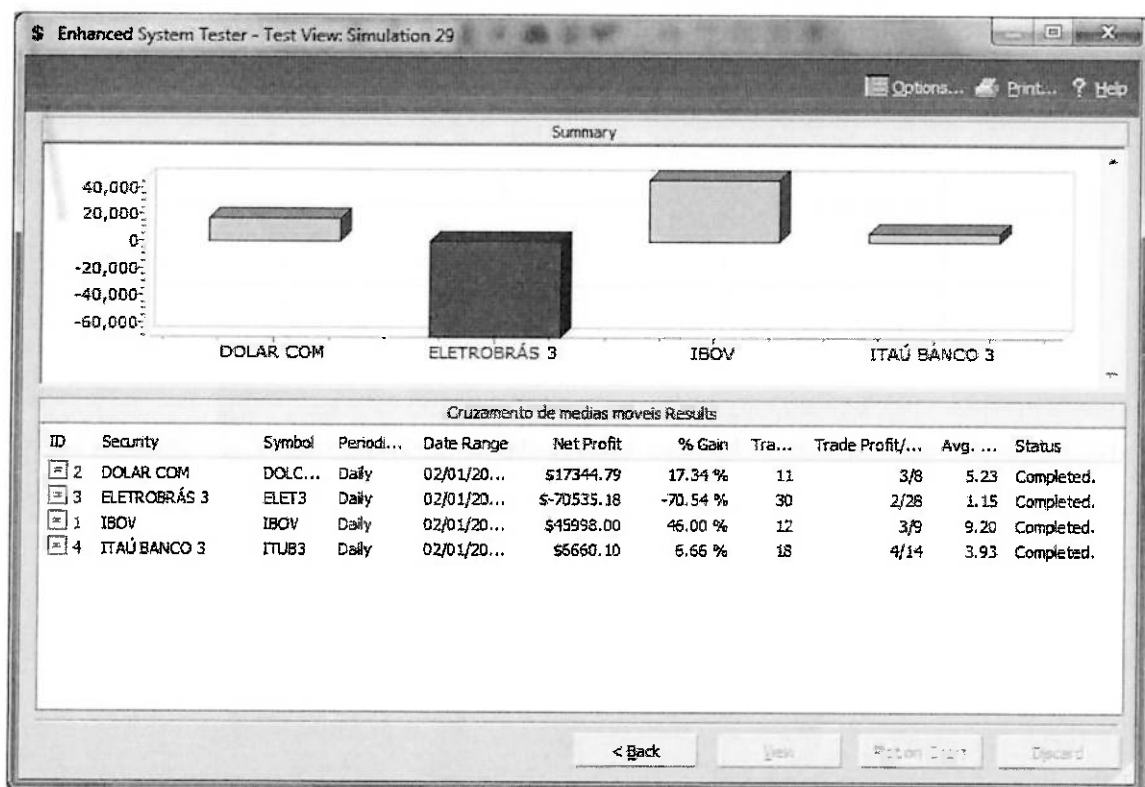 $ Enhanced System Tester - Test View: Simulation 29
Options... Print... ? Help
Summary
40,000
20,000
0
-20,000
-40,000
-60,000
DOLAR COM ELETROBRÁS 3 IBOV ITAÚ BANCO 3
Cruzamento de medias moveis Results
ID Security Symbol Periodi... Date Range Net Profit % Gain Tra... Trade Profit/... Avg. ... Status
2 DOLAR COM DOLC... Daily 02/01/20... $17344.79 17.34 % 11 3/8 5.23 Completed.
3 ELETROBRÁS 3 ELET3 Daily 02/01/20... $-70535.18 -70.54 % 30 2/28 1.15 Completed.
1 IBOV IBOV Daily 02/01/20... $45998.00 46.00 % 12 3/9 9.20 Completed.
4 ITAÚ BANCO 3 ITUB3 Daily 02/01/20... $6660.10 6.66 % 18 4/14 3.93 Completed.
< Back View Discard